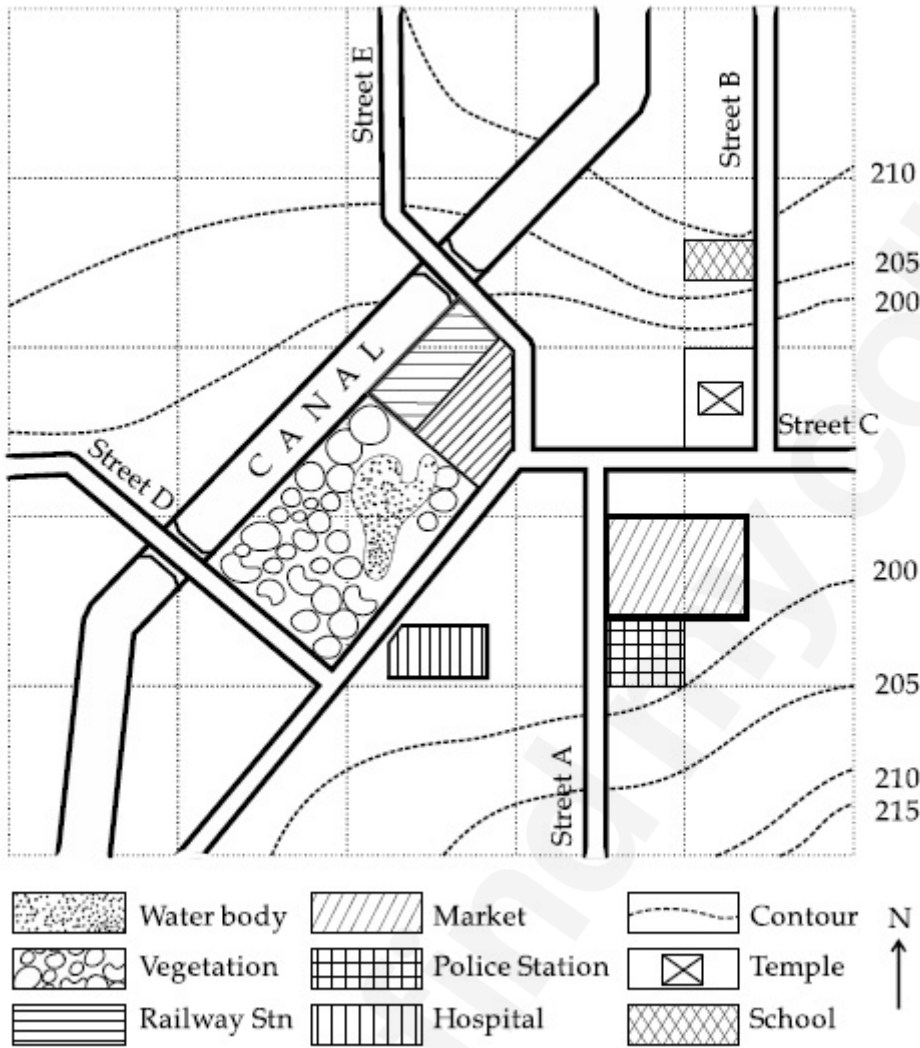 Street E
Street B
210
205
200
CANAL
Street C
Street D
200
205
210
215
Street A
Water body
Market
Contour
N
Vegetation
Police Station
Temple
Railway Stn
Hospital
School